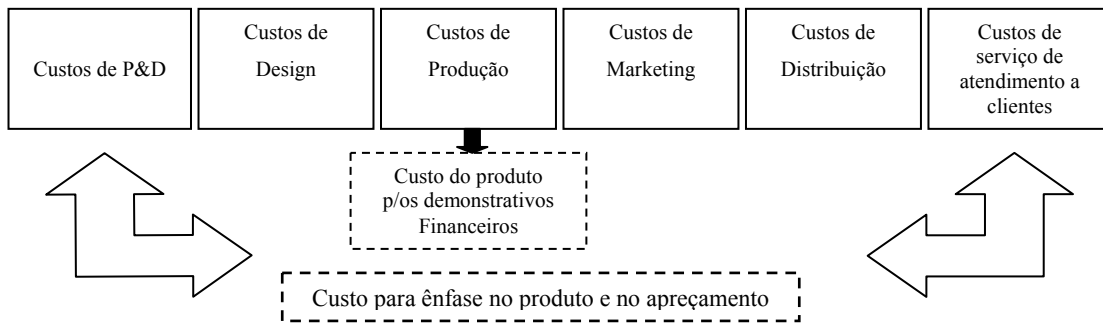 Custos de P&D
Custos de
Design
Custos de
Produção
Custos de
Marketing
Custos de
Distribuição
Custos de
serviço de
atendimento a
clientes
Custo do produto
p/os demonstrativos
Financeiros
Custo para ênfase no produto e no apreçamento